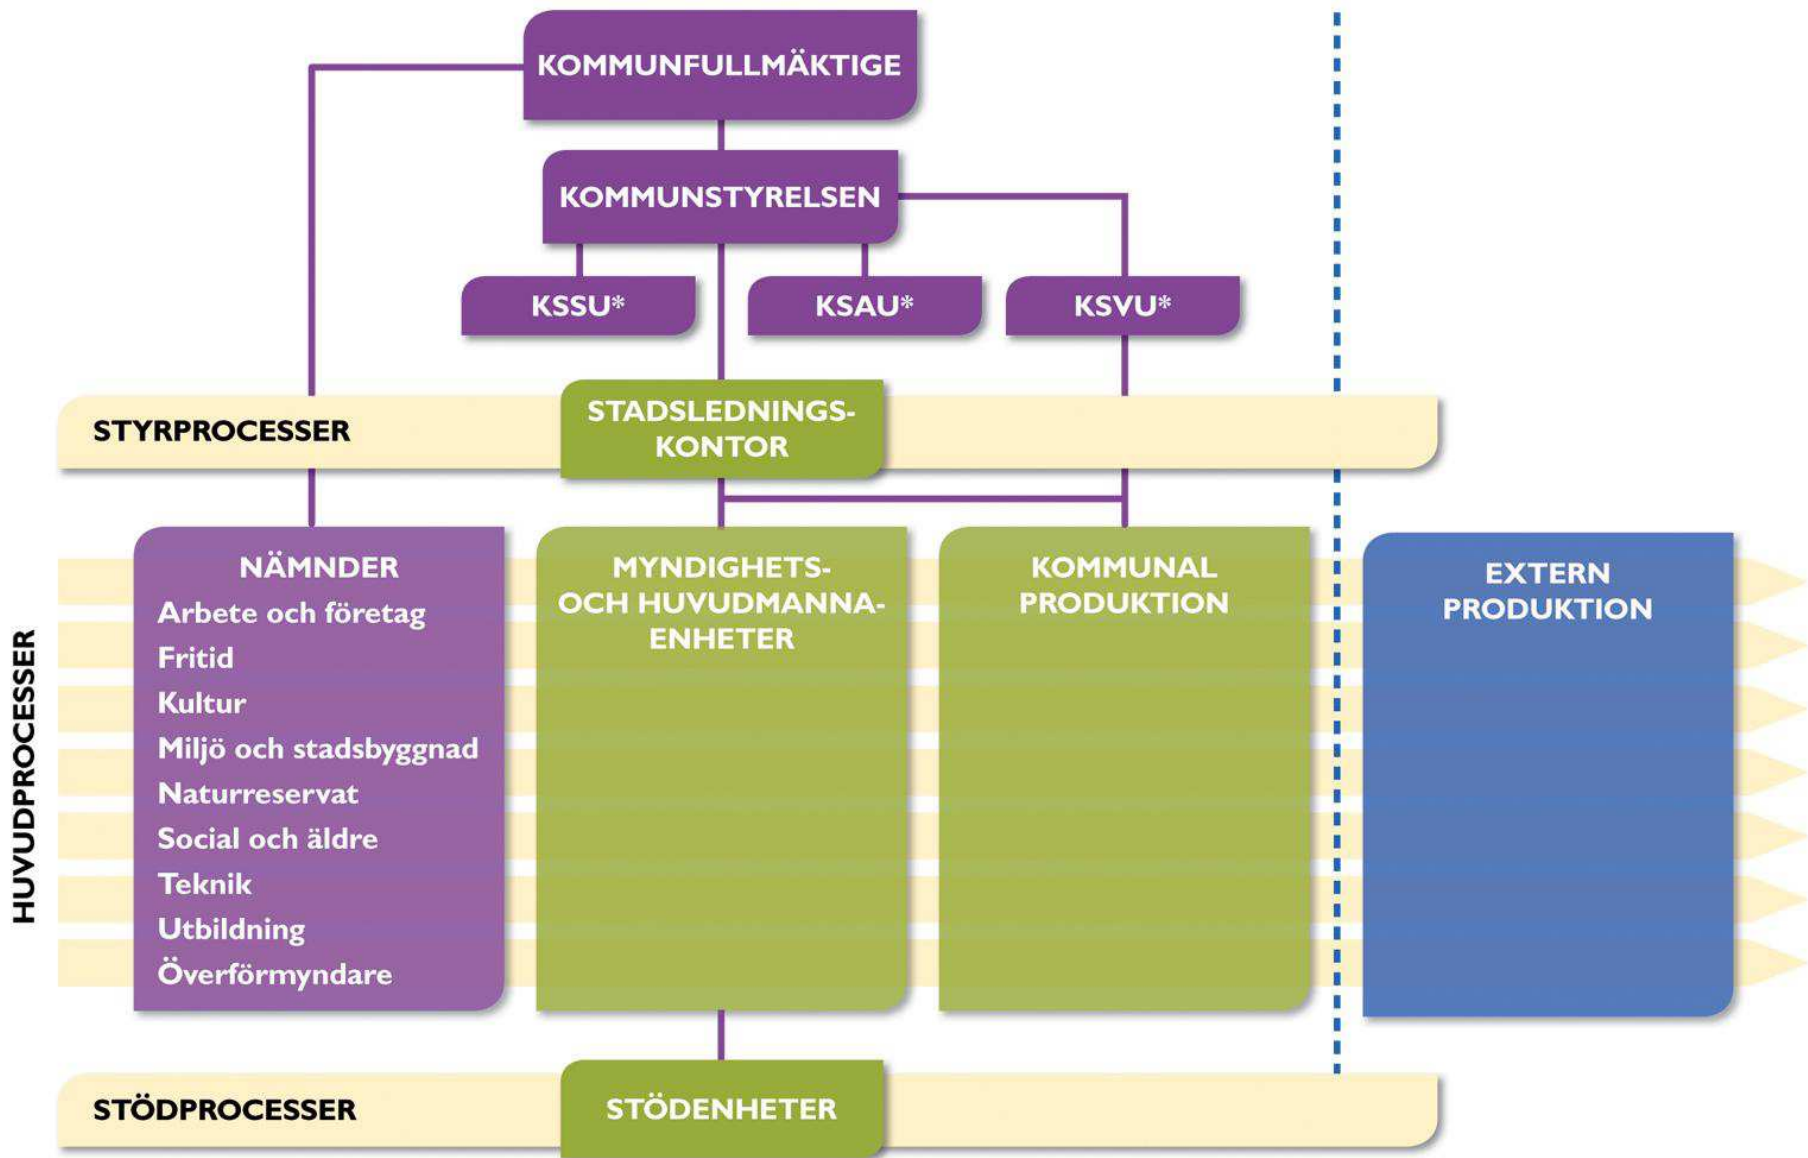 KOMMUNFULLMÄKTIGE
KOMMUNSTYRELSEN
KSSU*
KSAU*
KSVU*
STYRPROCESSER
STADSLEDNINGS-
KONTOR
HUVUDPROCESSER
NÄMNDER
Arbete och företag
Fritid
Kultur
Miljö och stadsbyggnad
Naturreservat
Social och äldre
Teknik
Utbildning
Överförmyndare
MYNDIGHETS-
OCH HUVUDMANNA-
ENHETER
KOMMUNAL
PRODUKTION
EXTERN
PRODUKTION
STÖDPROCESSER
STÖDENHETER